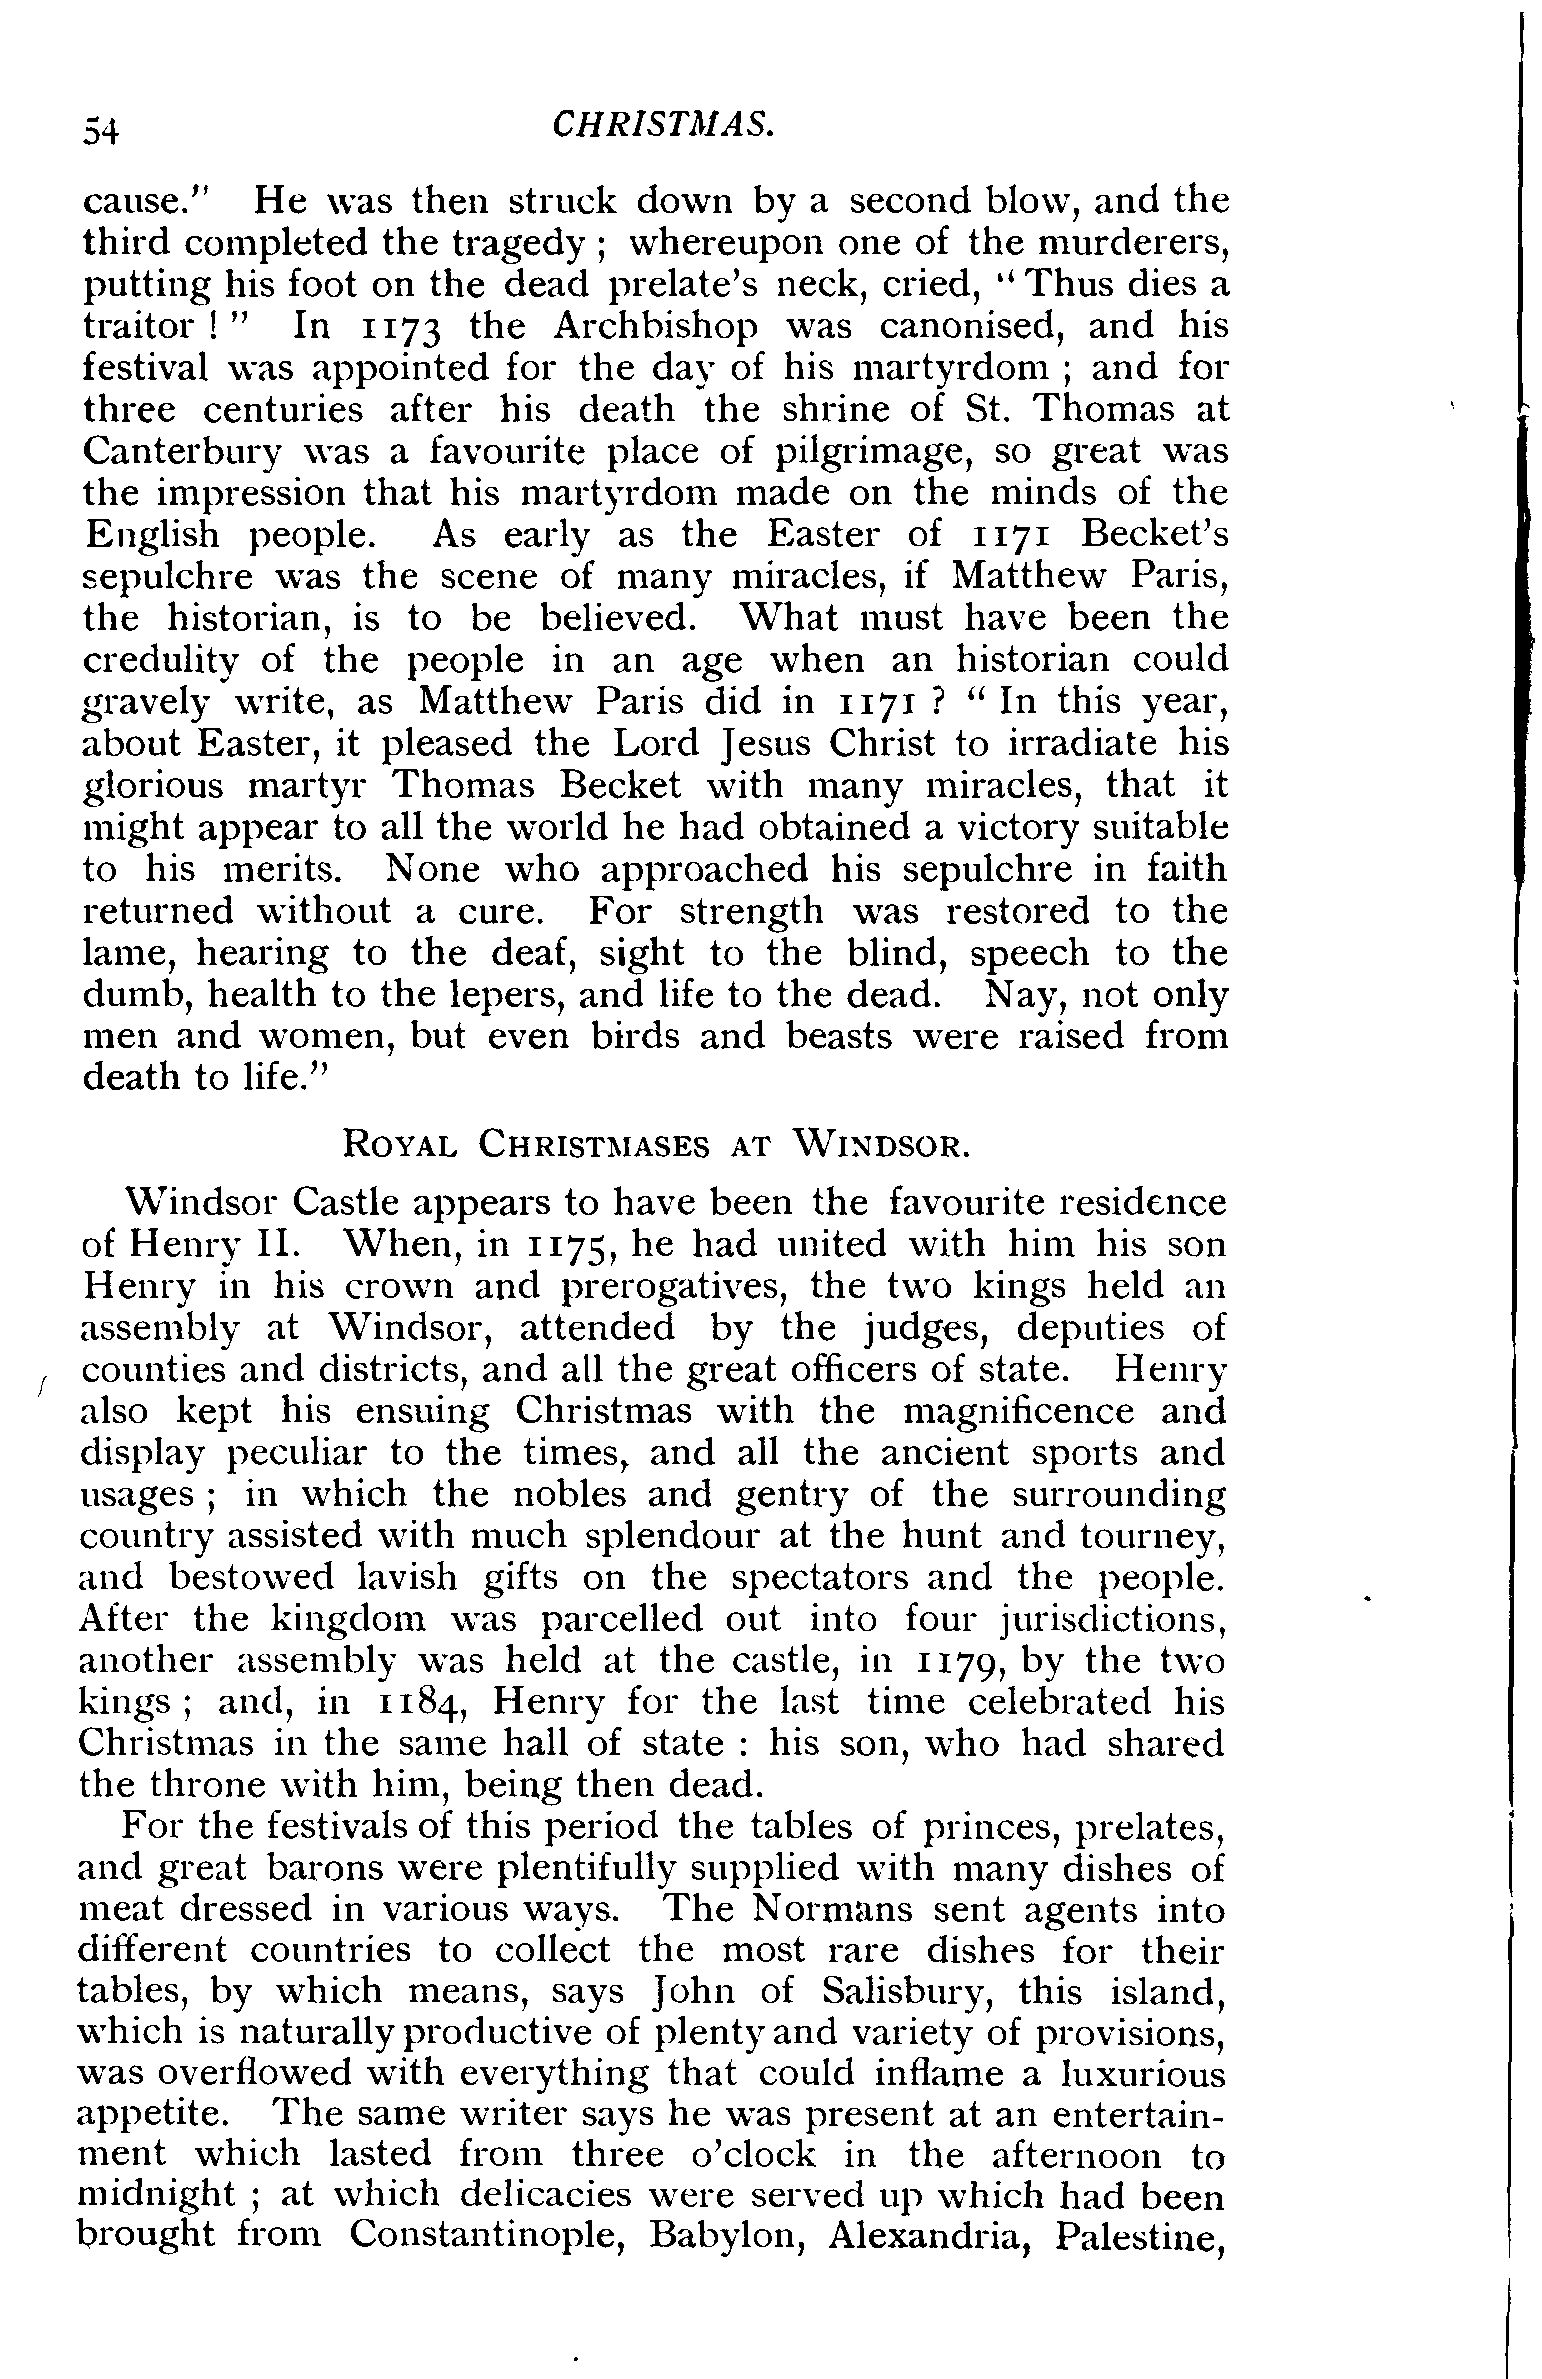 54 CHRISTMAS.
cause." He was then struck down by a second blow, and the
third completed the tragedy ; whereupon one of the murderers,
putting his foot on the dead prelate's neck, cried, "Thus dies a
traitor ! " In 1173 the Archbishop was canonised, and his
festival was appointed for the day of his martyrdom ; and for
three centuries after his death the shrine of St. Thomas at
Canterbury was a favourite place of pilgrimage, so great was
the impression that his martyrdom made on the minds of the
English people. As early as the Easter of 1171 Becket's
sepulchre was the scene of many miracles, if Matthew Paris,
the historian, is to be believed. What must have been the
credulity of the people in an age when an historian could
gravely write, as Matthew Paris did in 1171 ? " In this year,
about Easter, it pleased the Lord Jesus Christ to irradiate his
glorious martyr Thomas Becket with many miracles, that it
might appear to all the world he had obtained a victory suitable
to his merits. None who approached his sepulchre in faith
returned without a cure. For strength was restored to the
lame, hearing to the deaf, sight to the blind, speech to the
dumb, health to the lepers, and life to the dead. Nay, not only
men and women, but even birds and beasts were raised from
death to life."
ROYAL CHRISTMASES AT WINDSOR.
Windsor Castle appears to have been the favourite residence
of Henry II. When, in 1175, he had united with him his son
Henry in his crown and prerogatives, the two kings held an
assembly at Windsor, attended by the judges, deputies of
counties and districts, and all the great officers of state. Henry
also kept his ensuing Christmas with the magnificence and
display peculiar to the times, and all the ancient sports and
usages ; in which the nobles and gentry of the surrounding
country assisted with much splendour at the hunt and tourney,
and bestowed lavish gifts on the spectators and the people.
After the kingdom was parcelled out into four jurisdictions,
another assembly was held at the castle, in 1179, by the two
kings ; and, in 1184, Henry for the last time celebrated his
Christmas in the same hall of state : his son, who had shared
the throne with him, being then dead.
For the festivals of this period the tables of princes, prelates,
and great barons were plentifully supplied with many dishes of
meat dressed in various ways. The Normans sent agents into
different countries to collect the most rare dishes for their
tables, by which means, says John of Salisbury, this island,
which is naturally productive of plenty and variety of provisions,
was overflowed with everything that could inflame a luxurious
appetite. The same writer says he was present at an entertain-
ment which lasted from three o'clock in the afternoon to
midnight ; at which delicacies were served up which had been
brought from Constantinople, Babylon, Alexandria, Palestine,